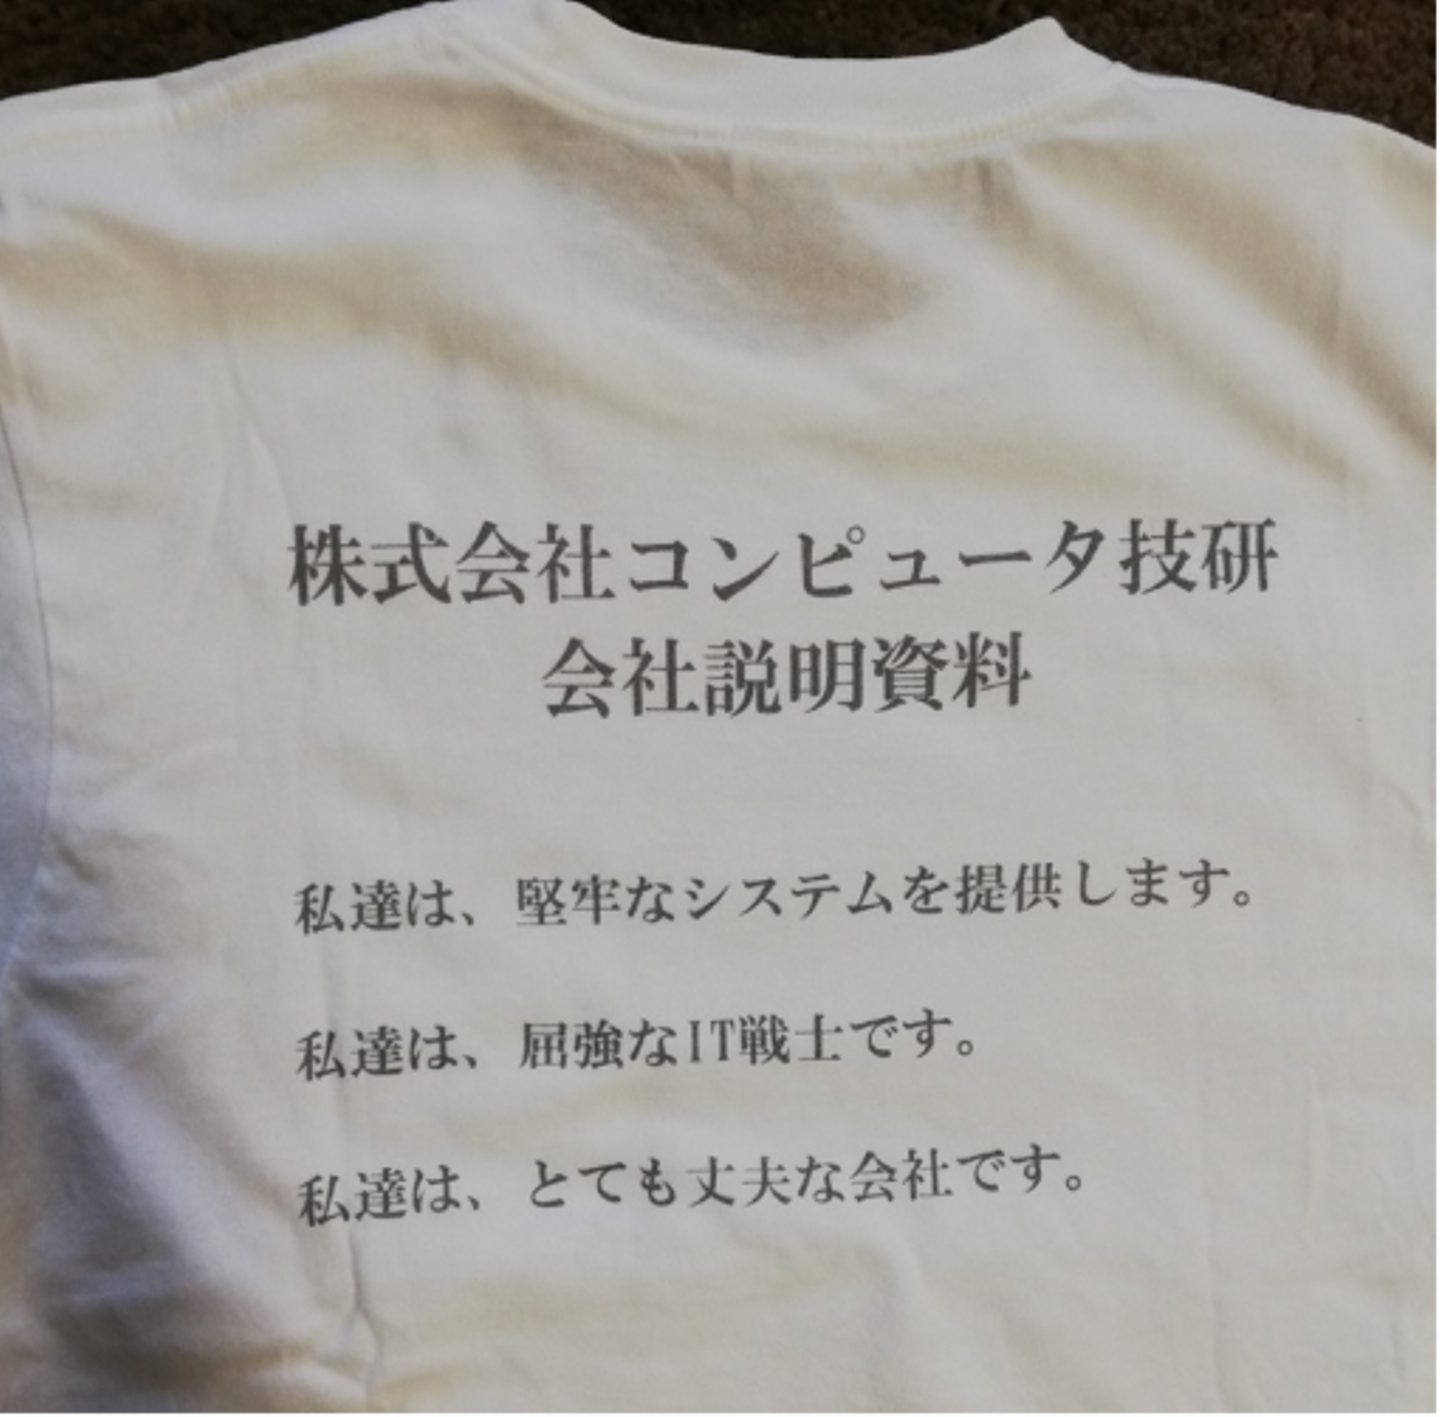 株式会社コンピュータ技研
会社説明資料
私達は、堅牢なシステムを提供します。
私達は、屈強なIT戦士です。
私達は、とても丈夫な会社です。